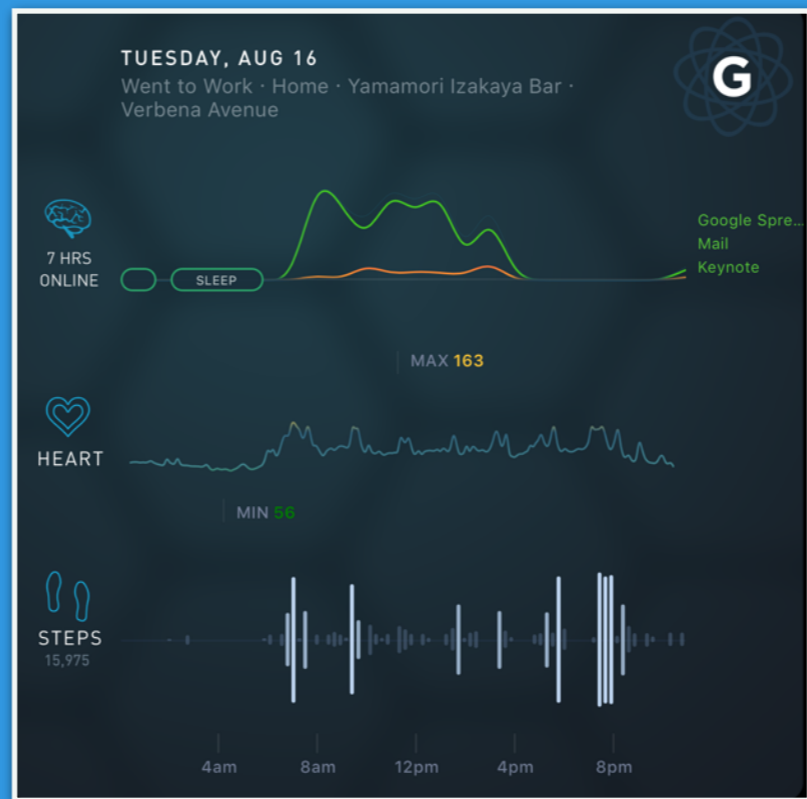 TUESDAY, AUG 16
G
Went to Work · Home · Yamamori Izakaya Bar ·
Verbena Avenue
Google Spre...
Mail
Keynote
7 HRS
ONLINE
SLEEP
MAX 163
HEART
MIN 56
STEPS
15,975
4am 8am 12pm 4pm 8pm